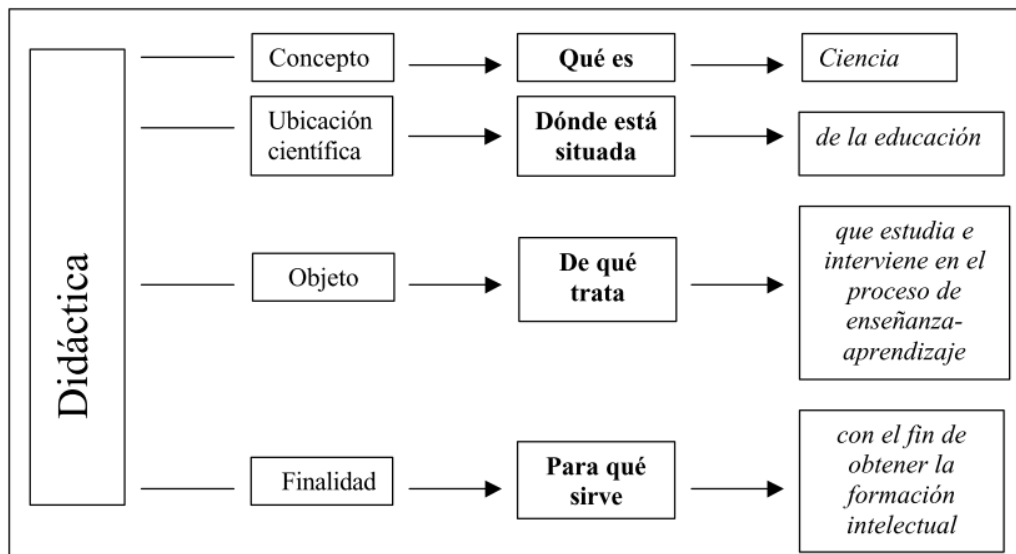 Didáctica
Concepto
Qué es
Ciencia
Ubicación
científica
Dónde está
situada
de la educación
Objeto
De qué
trata
que estudia e
interviene en el
proceso de
enseñanza-
aprendizaje
Finalidad
Para qué
sirve
con el fin de
obtener la
formación
intelectual